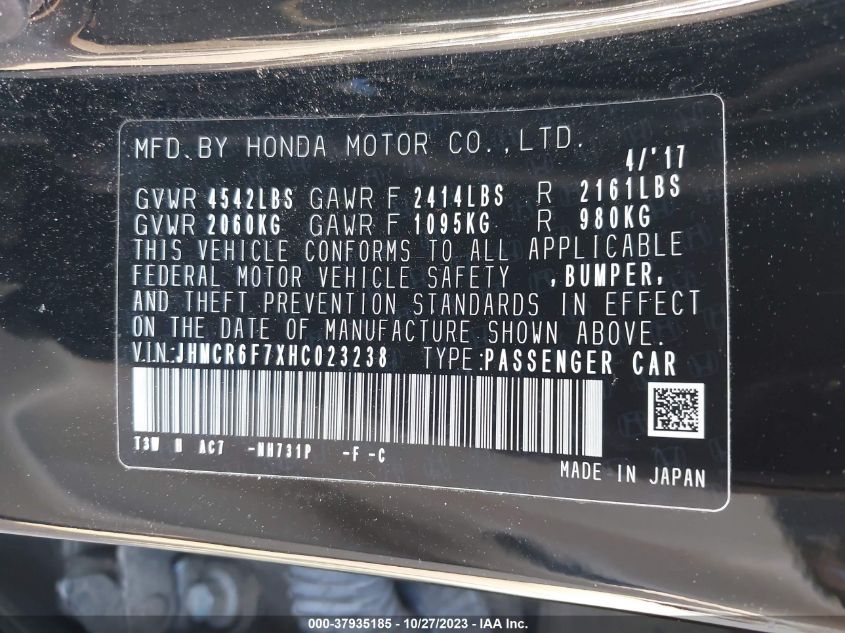 MFD. BY HONDA MOTOR CO., LTD.
4/'17
GVWR 4542LBS GAWR F 2414LBS R 2161LBS
GVWR 2060KG GAWR F 1095KG R 980KG
THIS VEHICLE CONFORMS TO ALL APPLICABLE
FEDERAL MOTOR VEHICLE SAFETY ,BUMPER,
AND THEFT PREVENTION STANDARDS IN EFFECT
ON THE DATE OF MANUFACTURE SHOWN ABOVE.
V.I.N.:JHMCR6F7XHC023238 TYPE:PASSENGER CAR
T3W N AC7 -NH731P -F -C
MADE IN JAPAN
000-37935185 | 10/27/2023 | IAA Inc.